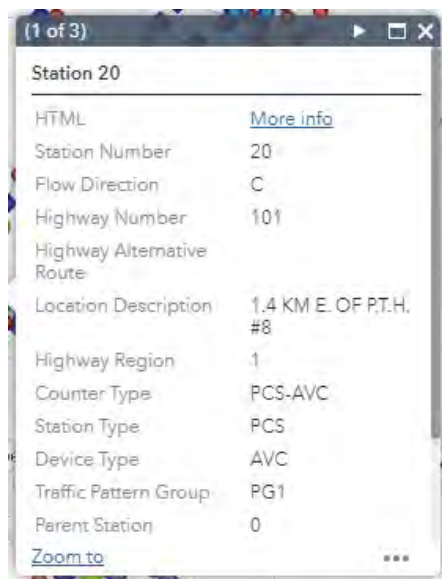 (1 of 3)
Station 20
HTML More info
Station Number 20
Flow Direction C
Highway Number 101
Highway Alternative
Route
Location Description 1.4 KM E. OF P.T.H.
#8
Highway Region 1
Counter Type PCS-AVC
Station Type PCS
Device Type AVC
Traffic Pattern Group PG1
Parent Station 0
Zoom to